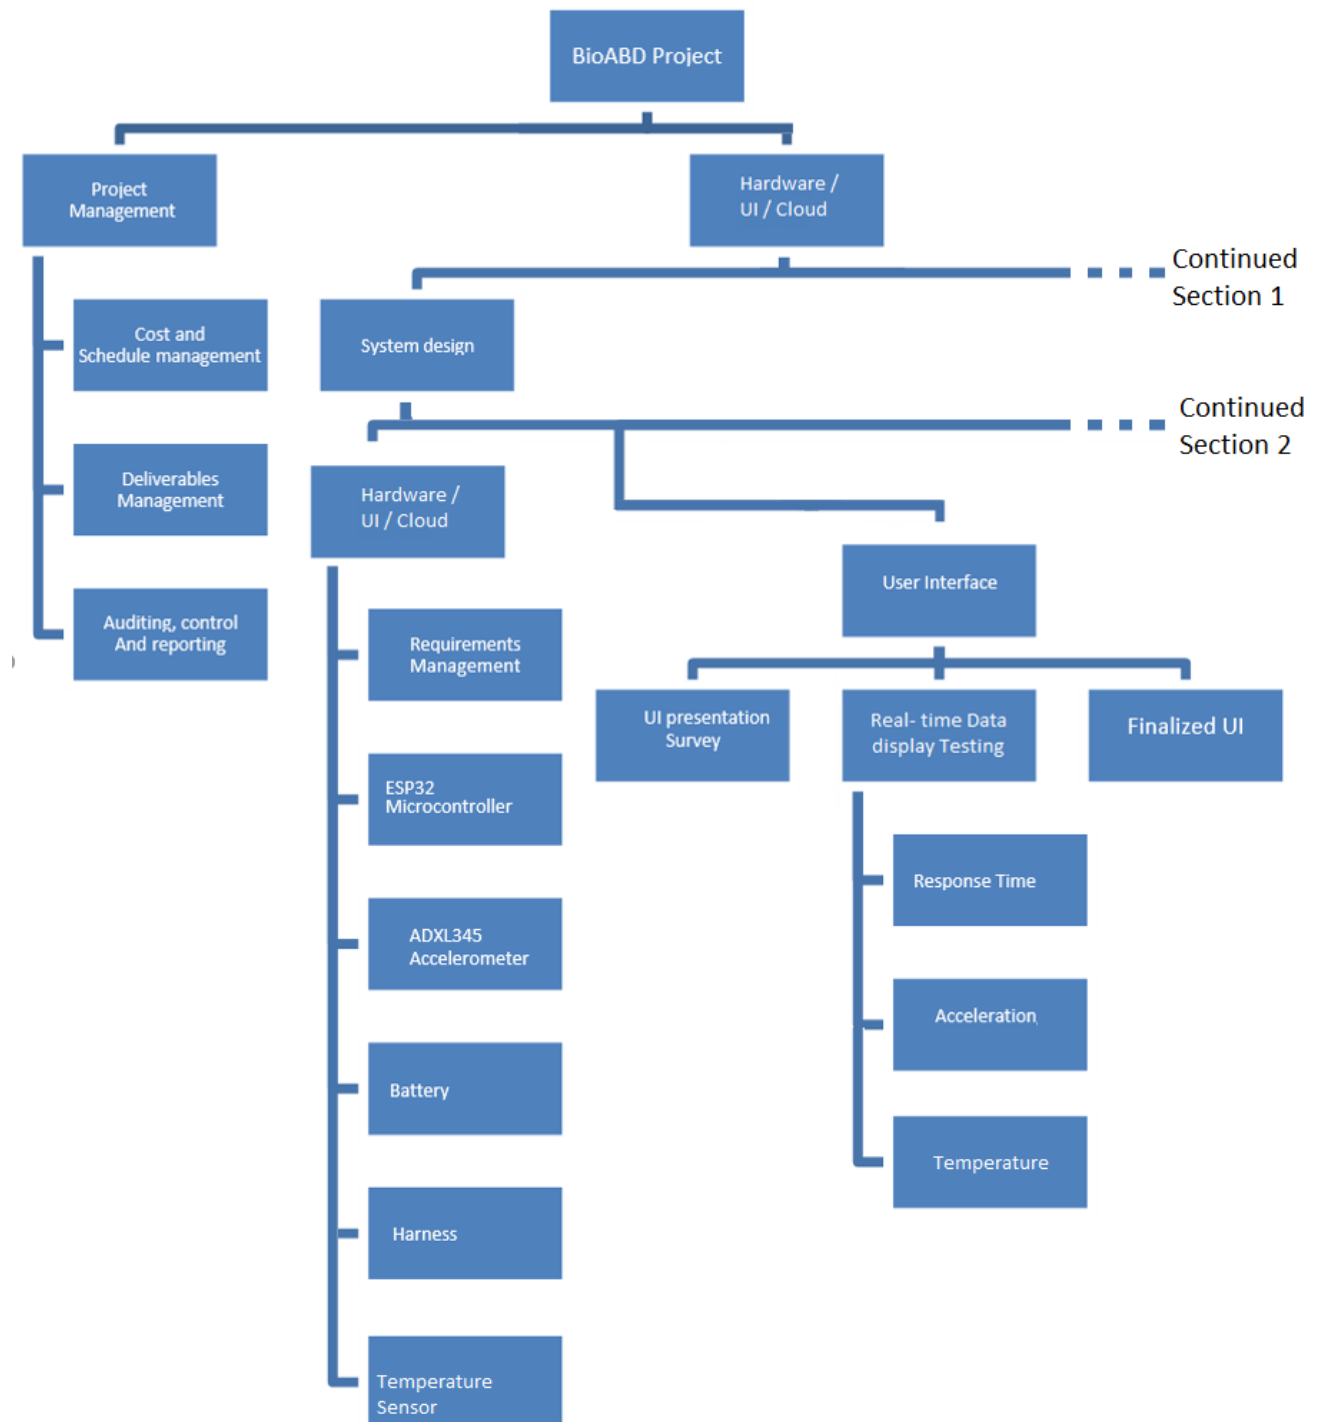 BioABD Project
Project
Management
Hardware /
UI / Cloud
Continued
Section 1
Cost and
Schedule management
System design
Continued
Section 2
Deliverables
Management
Hardware /
UI / Cloud
User Interface
Auditing, control
And reporting
Requirements
Management
UI presentation
Survey
Real- time Data
display Testing
Finalized UI
ESP32
Microcontroller
Response Time
ADXL345
Accelerometer
Acceleration
Battery
Temperature
Harness
Temperature
Sensor